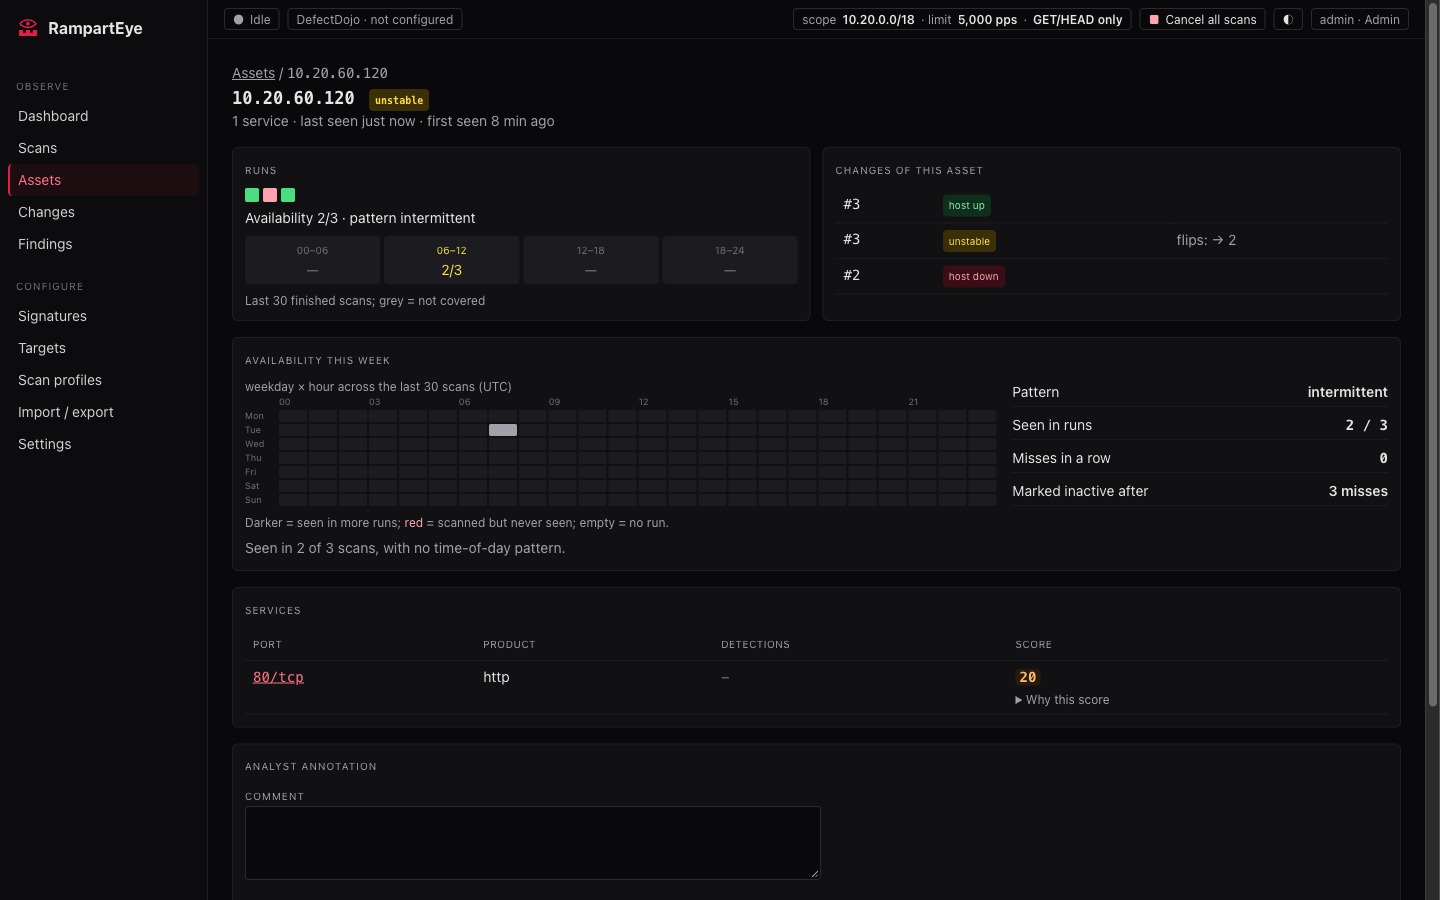 RampartEye
OBSERVE
Dashboard
Scans
Assets
Changes
Findings
CONFIGURE
Signatures
Targets
Scan profiles
Import / export
Settings
Idle
DefectDojo · not configured
scope 10.20.0.0/18 · limit 5,000 pps · GET/HEAD only
Cancel all scans
admin · Admin
Assets / 10.20.60.120
10.20.60.120 unstable
1 service · last seen just now · first seen 8 min ago
RUNS
Availability 2/3 · pattern intermittent
00–06 06–12 12–18 18–24
— 2/3 — —
Last 30 finished scans; grey = not covered
CHANGES OF THIS ASSET
#3 host up
#3 unstable flips: → 2
#2 host down
AVAILABILITY THIS WEEK
weekday × hour across the last 30 scans (UTC)
00 03 06 09 12 15 18 21
Mon
Tue
Wed
Thu
Fri
Sat
Sun
Darker = seen in more runs; red = scanned but never seen; empty = no run.
Seen in 2 of 3 scans, with no time-of-day pattern.
Pattern intermittent
Seen in runs 2 / 3
Misses in a row 0
Marked inactive after 3 misses
SERVICES
PORT PRODUCT DETECTIONS SCORE
80/tcp http – 20
Why this score
ANALYST ANNOTATION
COMMENT